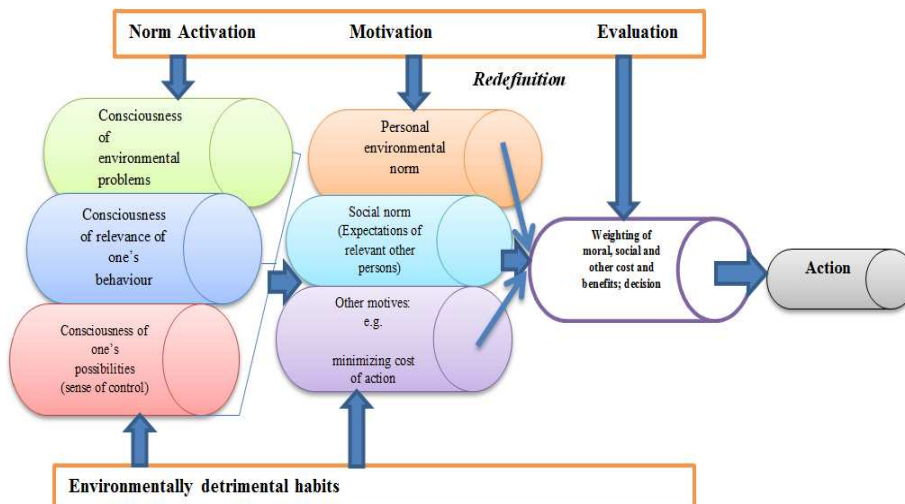 Norm Activation Motivation Evaluation
Redefinition
Consciousness
of
environmental
problems
Personal
environmental
norm
Consciousness
of relevance of
one's
behaviour
Social norm
(Expectations of
relevant other
persons)
Weighting of
moral, social and
other cost and
benefits; decision
Action
Consciousness of
one's
possibilities
(sense of control)
Other motives:
e.g.
minimizing cost
of action
Environmentally detrimental habits